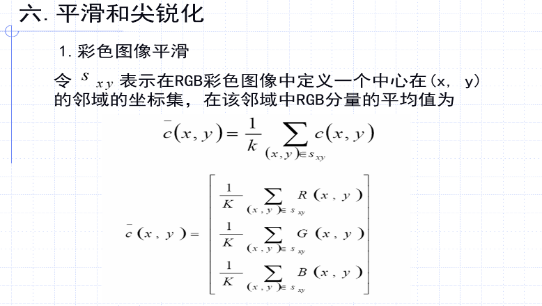 六. 平滑和尖锐化
1. 彩色图像平滑
令 s_{xy} 表示在RGB彩色图像中定义一个中心在(x, y)
的邻域的坐标集，在该邻域中RGB分量的平均值为
\bar{c}(x, y) = \frac{1}{k} \sum_{(x,y)\in s_{xy}} c(x, y)
\bar{c}(x, y) = \begin{bmatrix} \frac{1}{K} \sum_{(x,y)\in s_{xy}} R(x, y) \\ \frac{1}{K} \sum_{(x,y)\in s_{xy}} G(x, y) \\ \frac{1}{K} \sum_{(x,y)\in s_{xy}} B(x, y) \end{bmatrix}